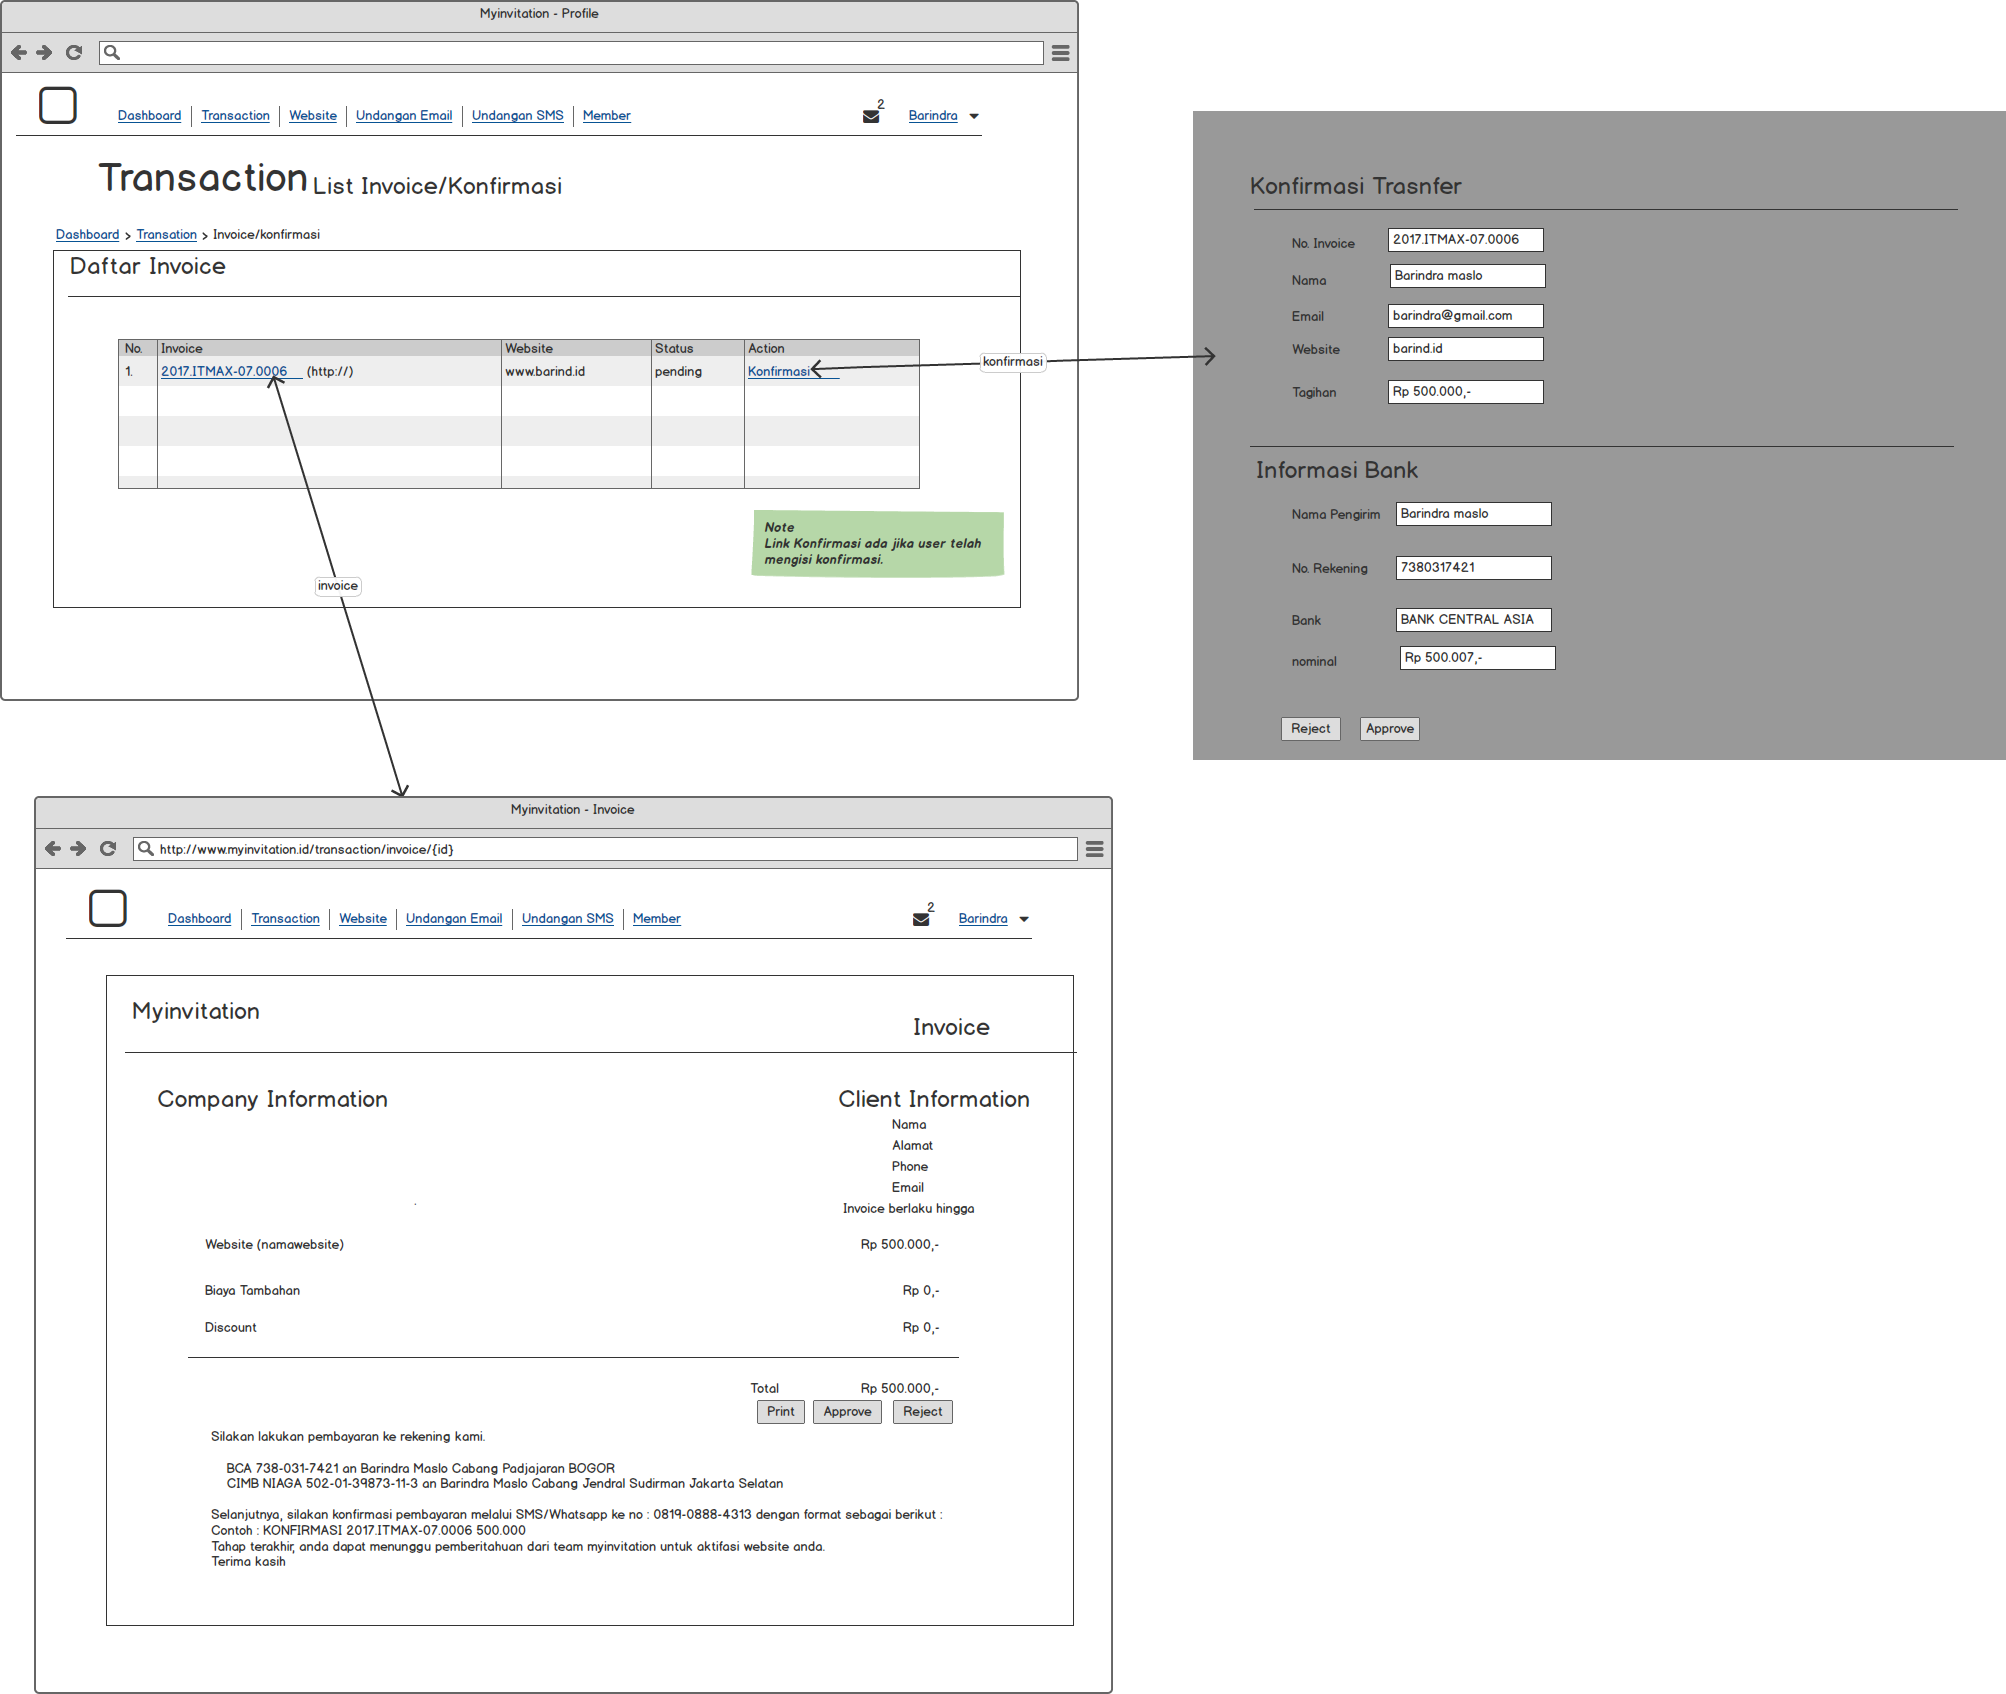 Myinvitation - Profile
Dashboard Transaction Website Undangan Email Undangan SMS Member 2 Barindra
Transaction List Invoice/Konfirmasi
Dashboard > Transation > Invoice/konfirmasi
Daftar Invoice
No. Invoice Website Status Action
1. 2017.ITMAX-07.0006 (http://) www.barind.id pending Konfirmasi
konfirmasi
Note
Link Konfirmasi ada jika user telah
mengisi konfirmasi.
invoice
Konfirmasi Trasnfer
No. Invoice 2017.ITMAX-07.0006
Nama Barindra maslo
Email barindra@gmail.com
Website barind.id
Tagihan Rp 500.000,-
Informasi Bank
Nama Pengirim Barindra maslo
No. Rekening 7380317421
Bank BANK CENTRAL ASIA
nominal Rp 500.007,-
Reject Approve
Myinvitation - Invoice
http://www.myinvitation.id/transaction/invoice/{id}
Dashboard Transaction Website Undangan Email Undangan SMS Member 2 Barindra
Myinvitation
Invoice
Company Information Client Information
Nama
Alamat
Phone
Email
Invoice berlaku hingga
Website (namawebsite) Rp 500.000,-
Biaya Tambahan Rp 0,-
Discount Rp 0,-
Total Rp 500.000,-
Print Approve Reject
Silakan lakukan pembayaran ke rekening kami.
BCA 738-031-7421 an Barindra Maslo Cabang Padjajaran BOGOR
CIMB NIAGA 502-01-39873-11-3 an Barindra Maslo Cabang Jendral Sudirman Jakarta Selatan
Selanjutnya, silakan konfirmasi pembayaran melalui SMS/Whatsapp ke no : 0819-0888-4313 dengan format sebagai berikut :
Contoh : KONFIRMASI 2017.ITMAX-07.0006 500.000
Tahap terakhir, anda dapat menunggu pemberitahuan dari team myinvitation untuk aktifasi website anda.
Terima kasih